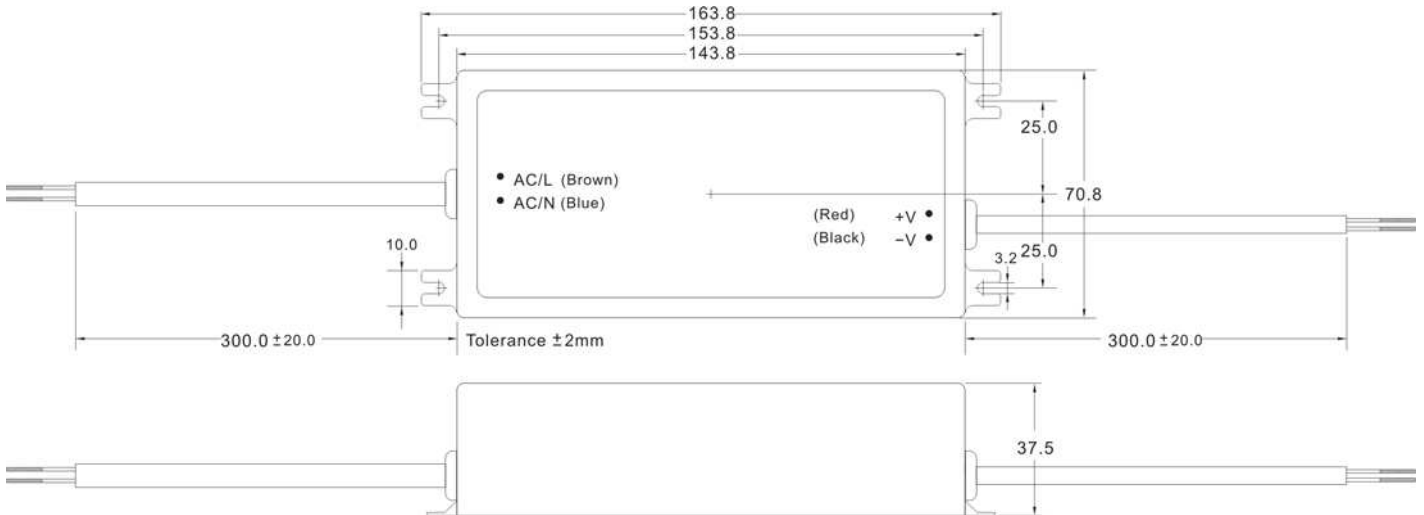 163.8
153.8
143.8
25.0
AC/L (Brown)
AC/N (Blue)
70.8
(Red) +V
(Black) −V
10.0
3.2
25.0
300.0 ±20.0
Tolerance ±2mm
300.0 ±20.0
37.5